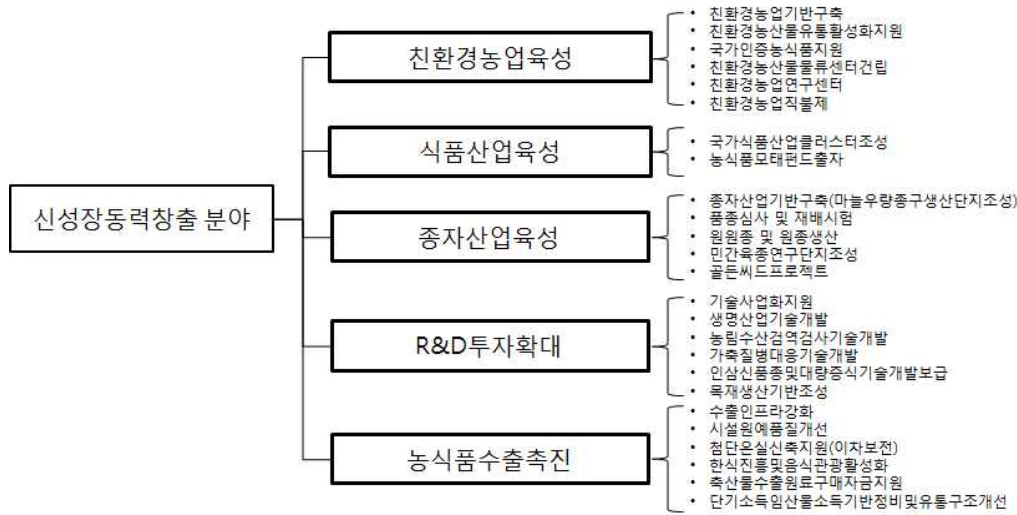 신성장동력창출 분야
친환경농업육성
• 친환경농업기반구축
• 친환경농산물유통활성화지원
• 국가인증농식품지원
• 친환경농산물물류센터건립
• 친환경농업연구센터
• 친환경농업직불제
식품산업육성
• 국가식품산업클러스터조성
• 농식품모태펀드출자
종자산업육성
• 종자산업기반구축(마늘우량종구생산단지조성)
• 품종심사 및 재배시험
• 원원종 및 원종생산
• 민간육종연구단지조성
• 골든씨드프로젝트
R&D투자확대
• 기술사업화지원
• 생명산업기술개발
• 농림수산검역검사기술개발
• 가축질병대응기술개발
• 인삼신품종및대량증식기술개발보급
• 목재생산기반조성
농식품수출촉진
• 수출인프라강화
• 시설원예품질개선
• 첨단온실신축지원(이차보전)
• 한식진흥및음식관광활성화
• 축산물수출원료구매자금지원
• 단기소득임산물소득기반정비및유통구조개선